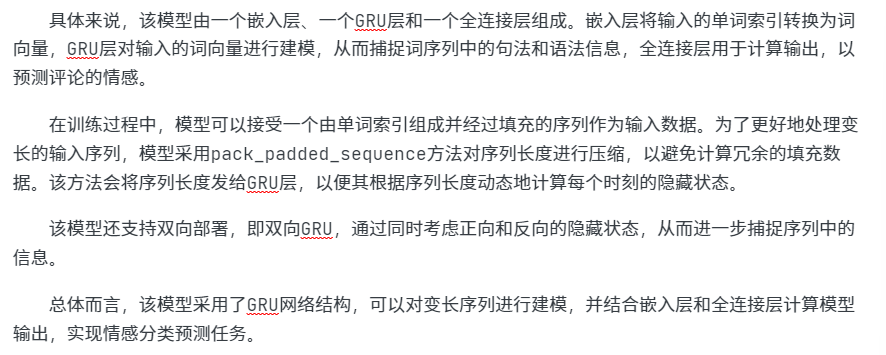 具体来说，该模型由一个嵌入层、一个GRU层和一个全连接层组成。嵌入层将输入的单词索引转换为词
向量，GRU层对输入的词向量进行建模，从而捕捉词序列中的句法和语法信息，全连接层用于计算输出，以
预测评论的情感。
在训练过程中，模型可以接受一个由单词索引组成并经过填充的序列作为输入数据。为了更好地处理变
长的输入序列，模型采用pack_padded_sequence方法对序列长度进行压缩，以避免计算冗余的填充数
据。该方法会将序列长度发给GRU层，以便其根据序列长度动态地计算每个时刻的隐藏状态。
该模型还支持双向部署，即双向GRU，通过同时考虑正向和反向的隐藏状态，从而进一步捕捉序列中的
信息。
总体而言，该模型采用了GRU网络结构，可以对变长序列进行建模，并结合嵌入层和全连接层计算模型
输出，实现情感分类预测任务。